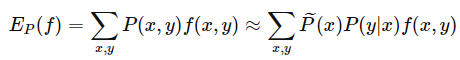 E_P(f) = ∑_{x,y} P(x, y)f(x, y) ≈ ∑_{x,y} P̃(x)P(y|x)f(x, y)